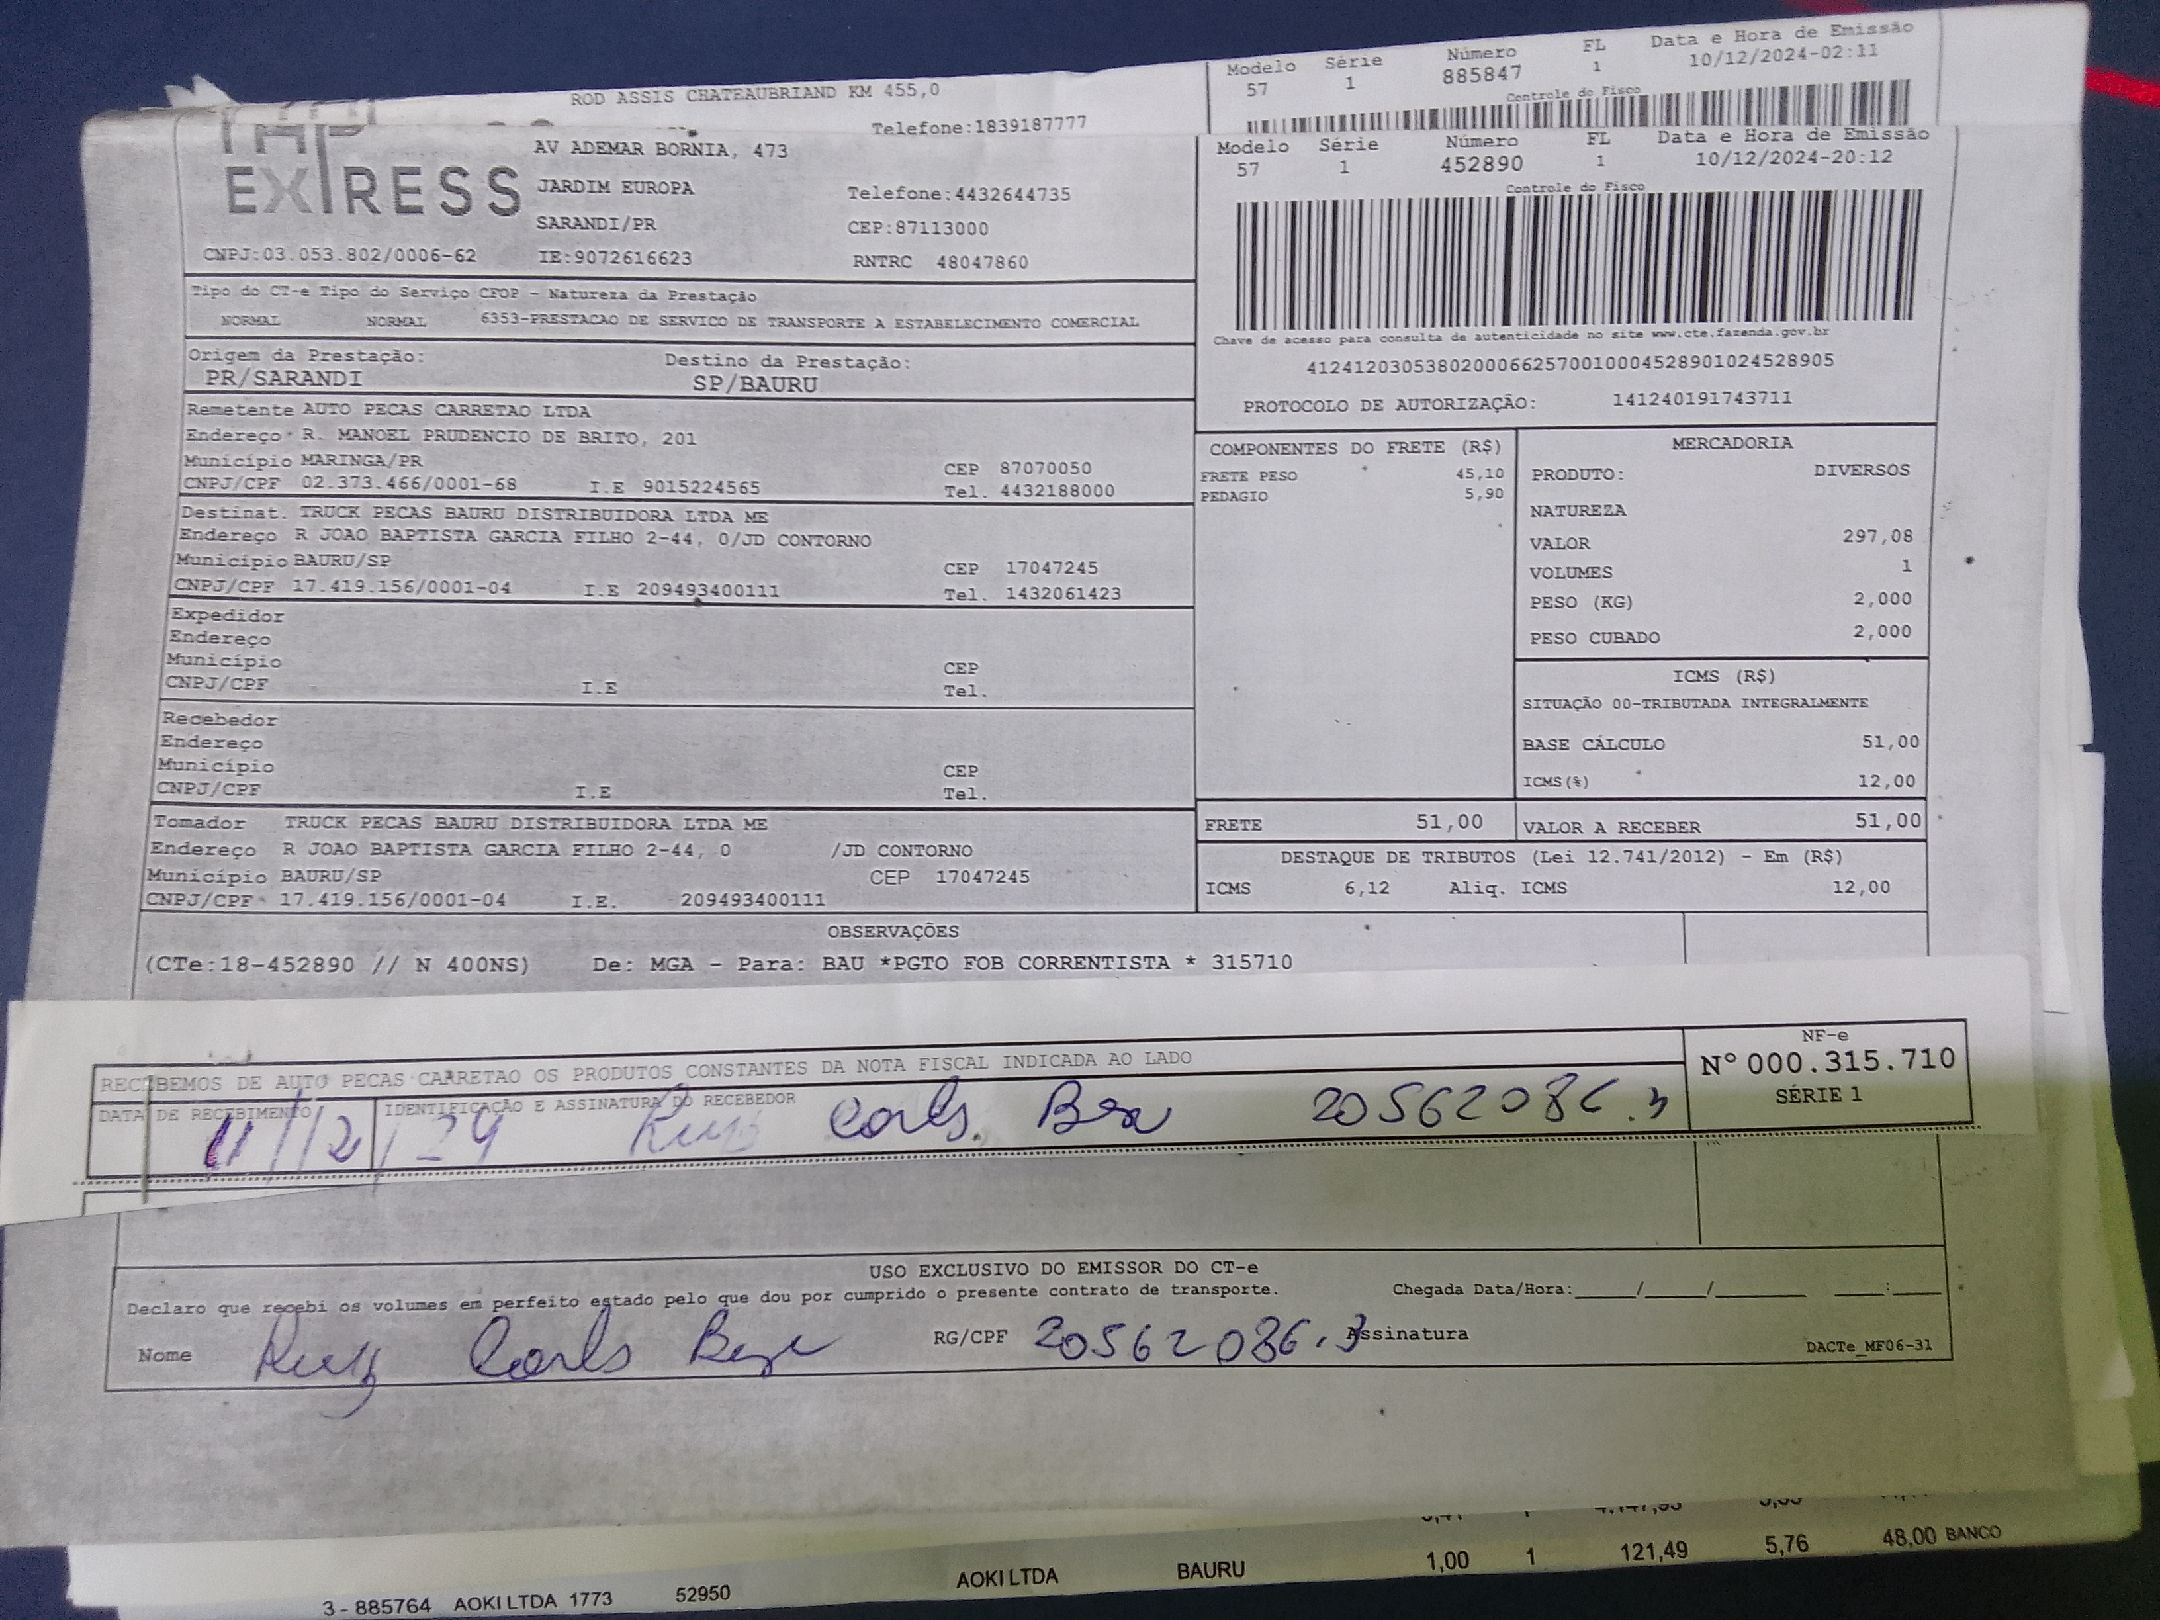 Modelo Série Número FL Data e Hora de Emissão
57 1 885847 1 10/12/2024-02:11
ROD ASSIS CHATEAUBRIAND KM 455,0
Controle do Fisco
Telefone:1839187777
EXPRESS
AV ADEMAR BORNIA, 473
JARDIM EUROPA
Telefone:4432644735
SARANDI/PR
CEP:87113000
CNPJ:03.053.802/0006-62 IE:9072616623 RNTRC 48047860
Modelo Série Número FL Data e Hora de Emissão
57 1 452890 1 10/12/2024-20:12
Controle do Fisco
Chave de acesso para consulta de autenticidade no site www.cte.fazenda.gov.br
41241203053802000662570010004528901024528905
PROTOCOLO DE AUTORIZAÇÃO: 141240191743711
Tipo do CT-e Tipo do Serviço CFOP - Natureza da Prestação
NORMAL NORMAL 6353-PRESTACAO DE SERVICO DE TRANSPORTE A ESTABELECIMENTO COMERCIAL
Origem da Prestação: Destino da Prestação:
PR/SARANDI SP/BAURU
Remetente AUTO PECAS CARRETAO LTDA
Endereço R. MANOEL PRUDENCIO DE BRITO, 201
Município MARINGA/PR CEP 87070050
CNPJ/CPF 02.373.466/0001-68 I.E 9015224565 Tel. 4432188000
Destinat. TRUCK PECAS BAURU DISTRIBUIDORA LTDA ME
Endereço R JOAO BAPTISTA GARCIA FILHO 2-44, 0/JD CONTORNO
Município BAURU/SP CEP 17047245
CNPJ/CPF 17.419.156/0001-04 I.E 209493400111 Tel. 1432061423
Expedidor
Endereço
Município CEP
CNPJ/CPF I.E Tel.
Recebedor
Endereço
Município CEP
CNPJ/CPF I.E Tel.
Tomador TRUCK PECAS BAURU DISTRIBUIDORA LTDA ME
Endereço R JOAO BAPTISTA GARCIA FILHO 2-44, 0 /JD CONTORNO
Município BAURU/SP CEP 17047245
CNPJ/CPF 17.419.156/0001-04 I.E. 209493400111
COMPONENTES DO FRETE (R$)
FRETE PESO 45,10
PEDAGIO 5,90
MERCADORIA
PRODUTO: DIVERSOS
NATUREZA
VALOR 297,08
VOLUMES 1
PESO (KG) 2,000
PESO CUBADO 2,000
ICMS (R$)
SITUAÇÃO 00-TRIBUTADA INTEGRALMENTE
BASE CÁLCULO 51,00
ICMS(%) 12,00
FRETE 51,00 VALOR A RECEBER 51,00
DESTAQUE DE TRIBUTOS (Lei 12.741/2012) - Em (R$)
ICMS 6,12 Aliq. ICMS 12,00
OBSERVAÇÕES
(CTe:18-452890 // N 400NS) De: MGA - Para: BAU *PGTO FOB CORRENTISTA * 315710
RECEBEMOS DE AUTO PECAS CARRETAO OS PRODUTOS CONSTANTES DA NOTA FISCAL INDICADA AO LADO
NF-e
Nº 000.315.710
SÉRIE 1
DATA DE RECEBIMENTO IDENTIFICAÇÃO E ASSINATURA DO RECEBEDOR
11/12/24 20562086.3
USO EXCLUSIVO DO EMISSOR DO CT-e
Declaro que recebi os volumes em perfeito estado pelo que dou por cumprido o presente contrato de transporte. Chegada Data/Hora:____/____/______ ___:___
Nome RG/CPF 20562086.3 Assinatura
DACTe_MF06-31
3 - 885764 AOKI LTDA 1773 52950 AOKI LTDA BAURU 1,00 1 121,49 5,76 48,00 BANCO